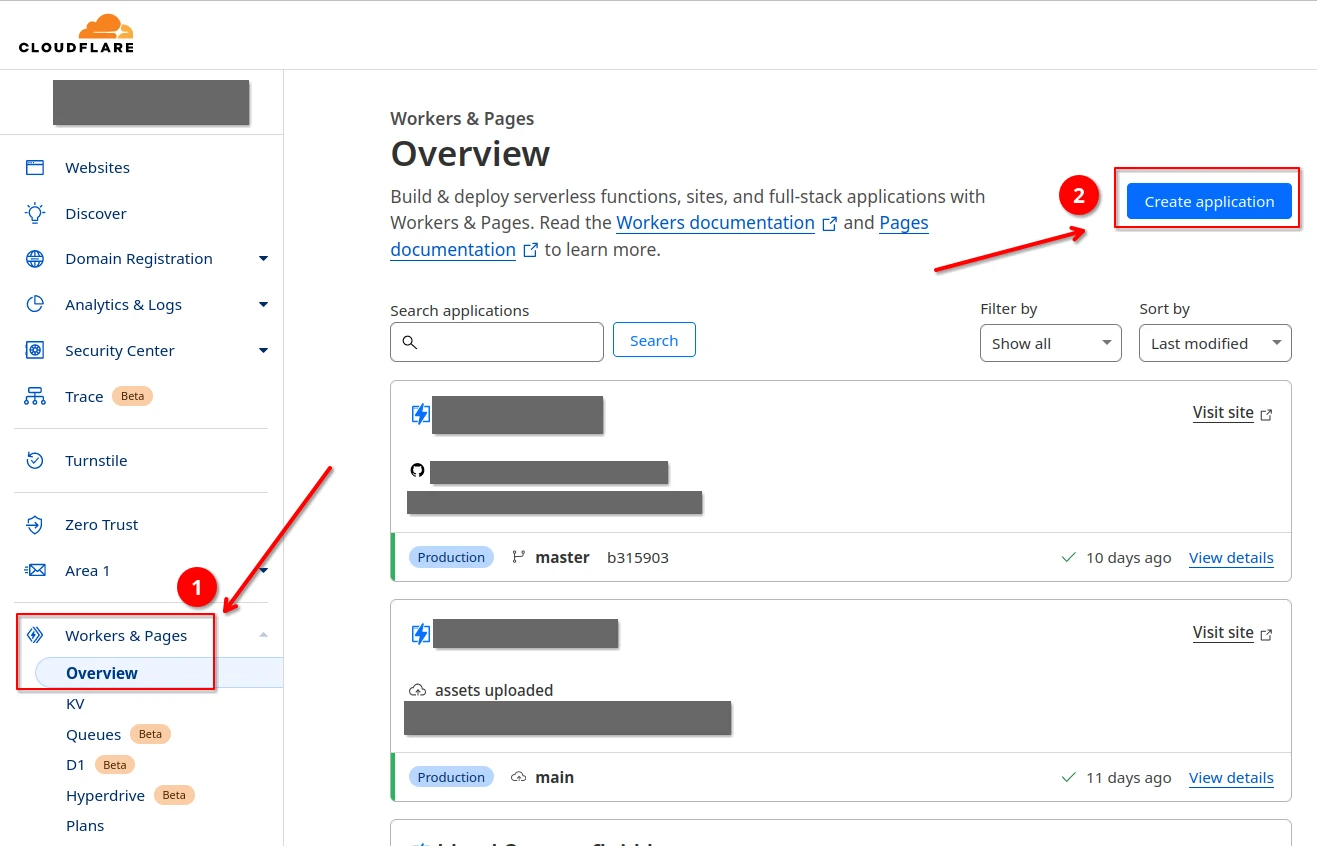 CLOUDFLARE
Websites
Discover
Domain Registration
Analytics & Logs
Security Center
Trace Beta
Turnstile
Zero Trust
Area 1
1
Workers & Pages
Overview
KV
Queues Beta
D1 Beta
Hyperdrive Beta
Plans
Workers & Pages
Overview
Build & deploy serverless functions, sites, and full-stack applications with
Workers & Pages. Read the Workers documentation and Pages
documentation to learn more.
2
Create application
Search applications
Search
Filter by
Show all
Sort by
Last modified
Visit site
Production master b315903
10 days ago View details
Visit site
assets uploaded
Production main
11 days ago View details